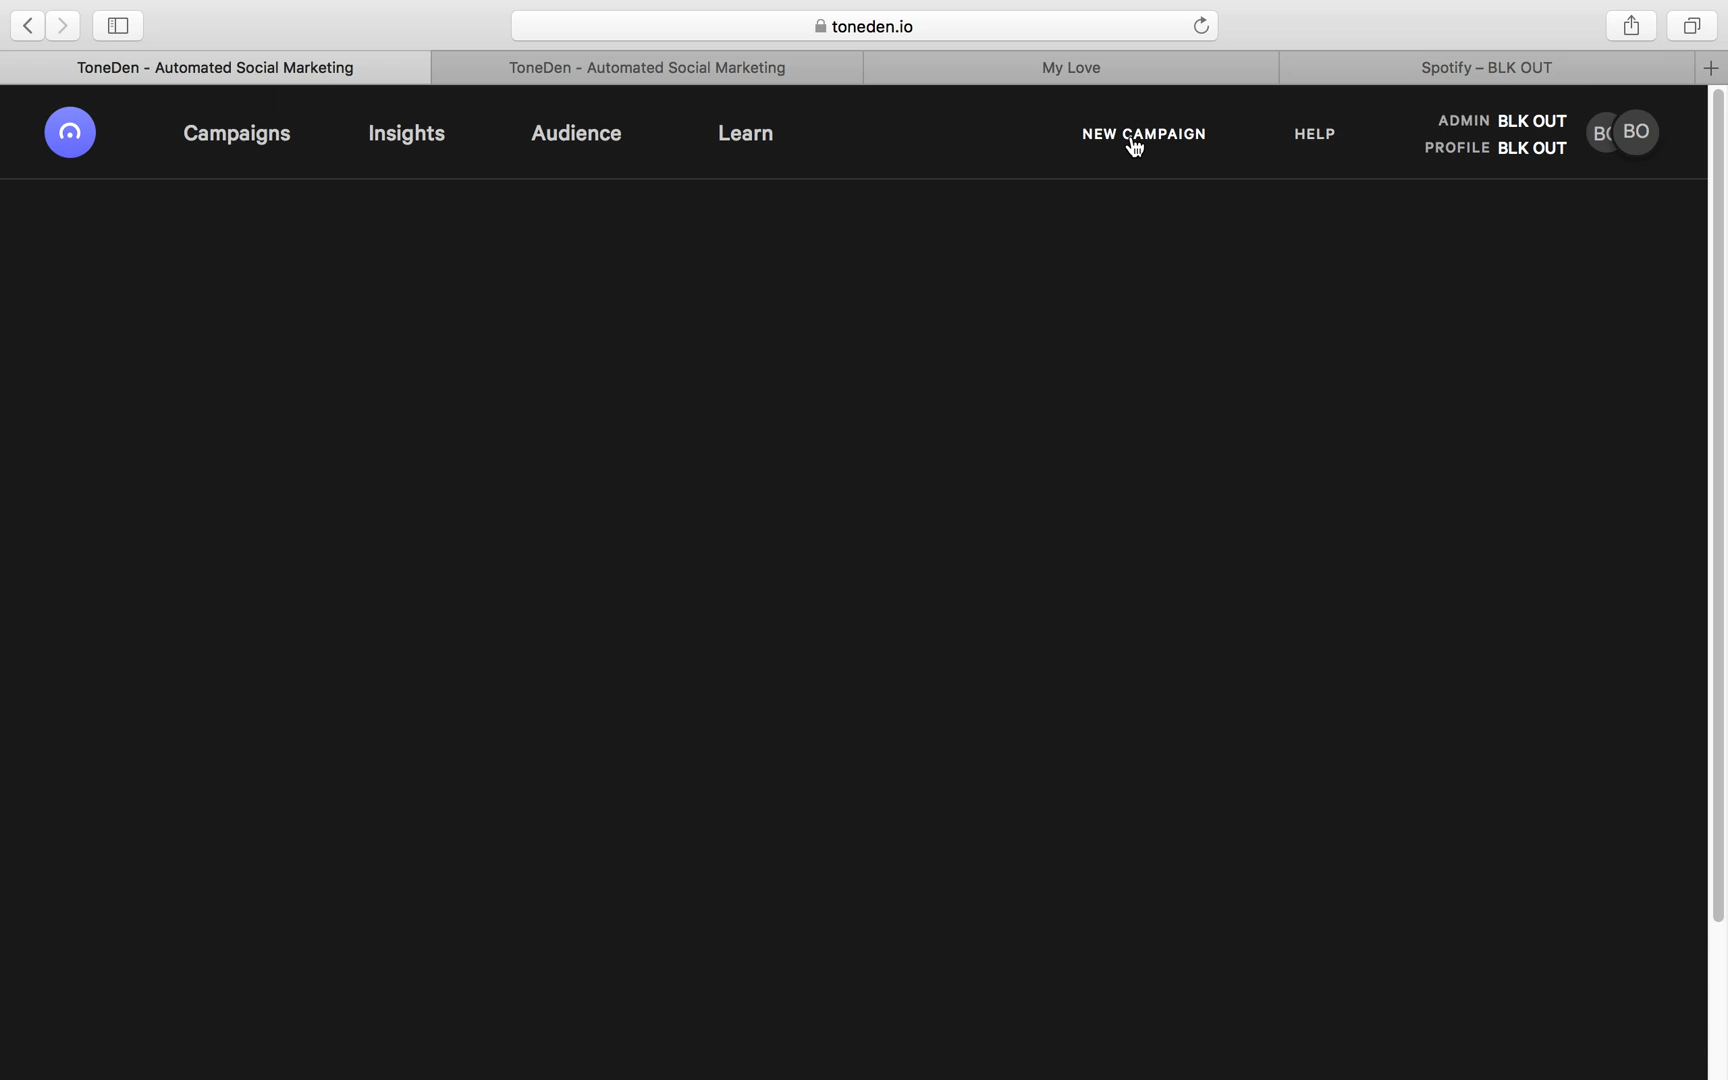 toneden.io
ToneDen - Automated Social Marketing
ToneDen - Automated Social Marketing
My Love
Spotify – BLK OUT
Campaigns
Insights
Audience
Learn
NEW CAMPAIGN
HELP
ADMIN BLK OUT
PROFILE BLK OUT
BO